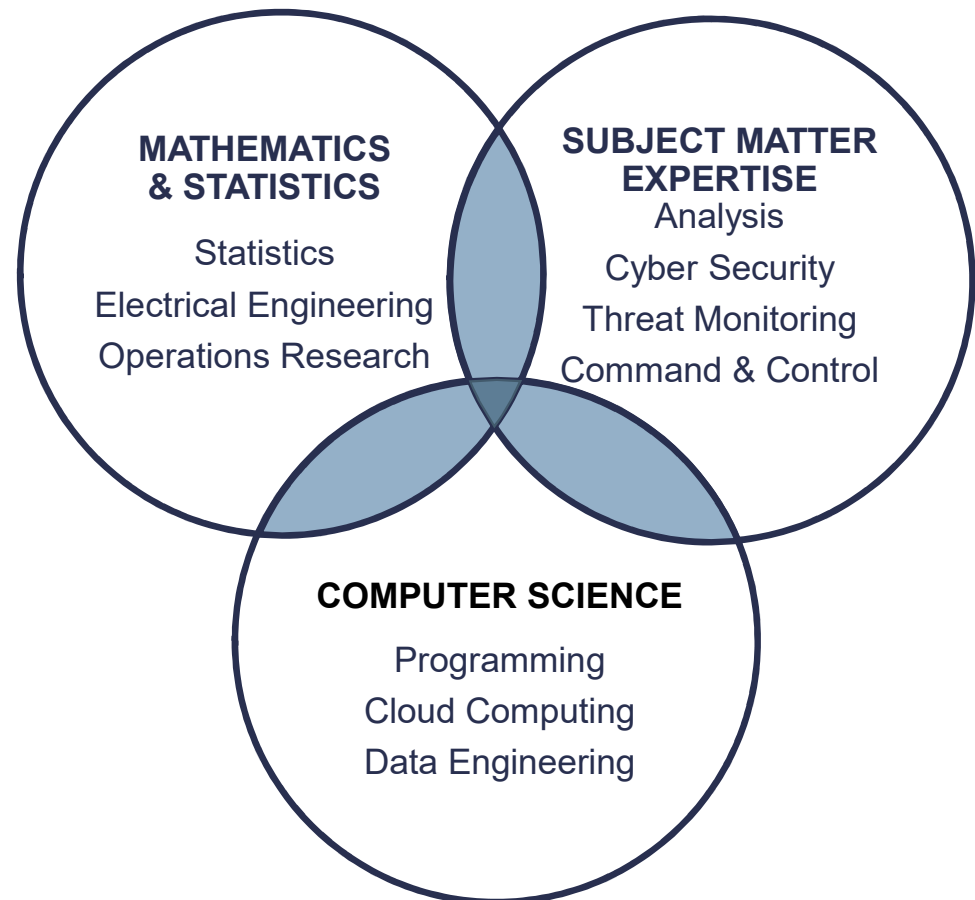 MATHEMATICS
& STATISTICS
Statistics
Electrical Engineering
Operations Research
SUBJECT MATTER
EXPERTISE
Analysis
Cyber Security
Threat Monitoring
Command & Control
COMPUTER SCIENCE
Programming
Cloud Computing
Data Engineering